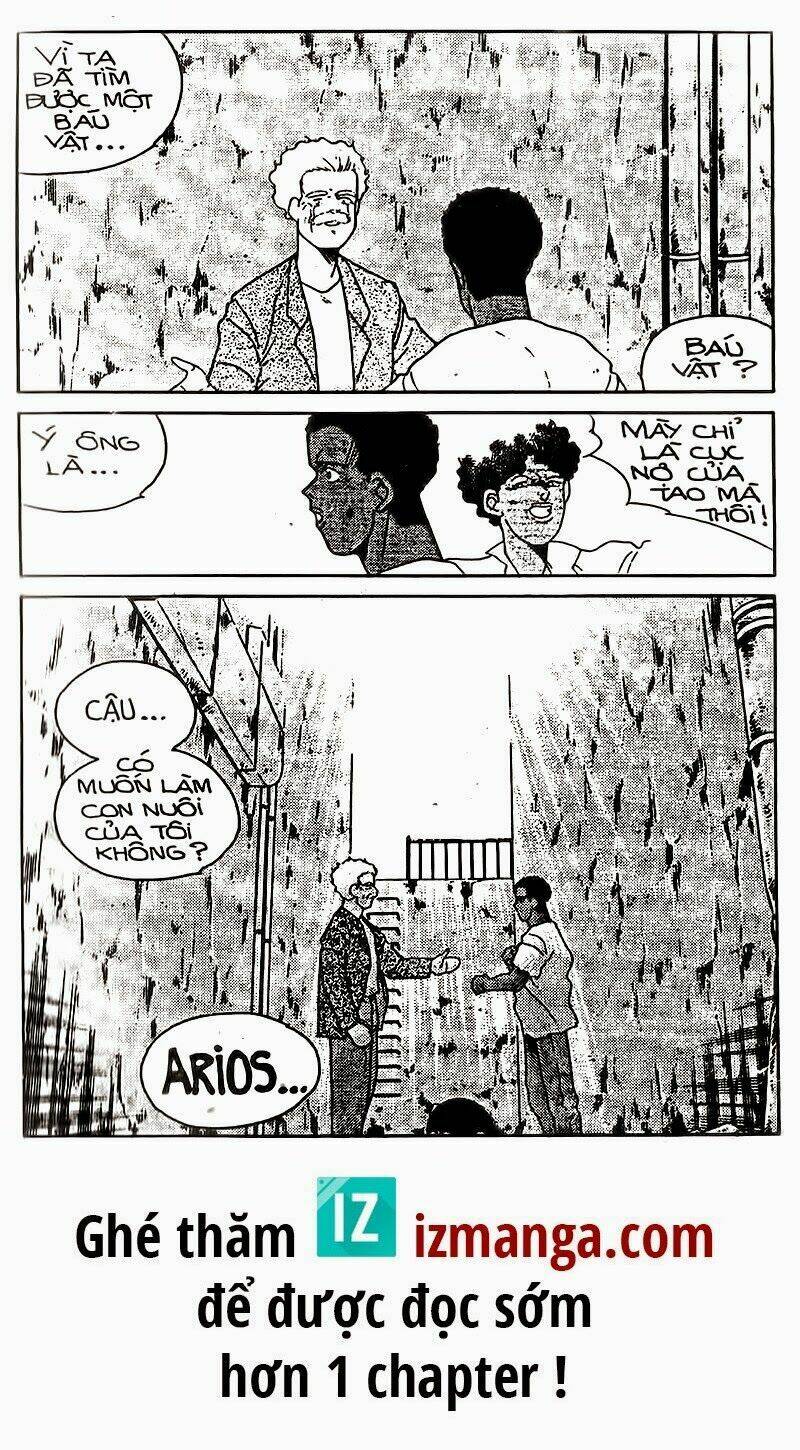 VÌ TA
ĐÃ TÌM
ĐƯỢC MỘT
BÁU
VẬT...
BÁU
VẬT ?
Ý ÔNG
LÀ...
MÀY CHỈ
LÀ CỤC
NỢ CỦA
TAO MÀ
THÔI!
CẬU...
CÓ
MUỐN LÀM
CON NUÔI
CỦA TÔI
KHÔNG?
ARIOS...
Ghé thăm IZ izmanga.com
để được đọc sớm
hơn 1 chapter !